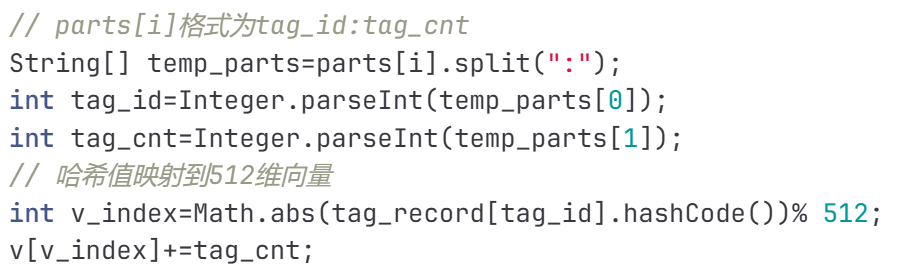 // parts[i]格式为tag_id:tag_cnt
String[] temp_parts=parts[i].split(":");
int tag_id=Integer.parseInt(temp_parts[0]);
int tag_cnt=Integer.parseInt(temp_parts[1]);
// 哈希值映射到512维向量
int v_index=Math.abs(tag_record[tag_id].hashCode())% 512;
v[v_index]+=tag_cnt;